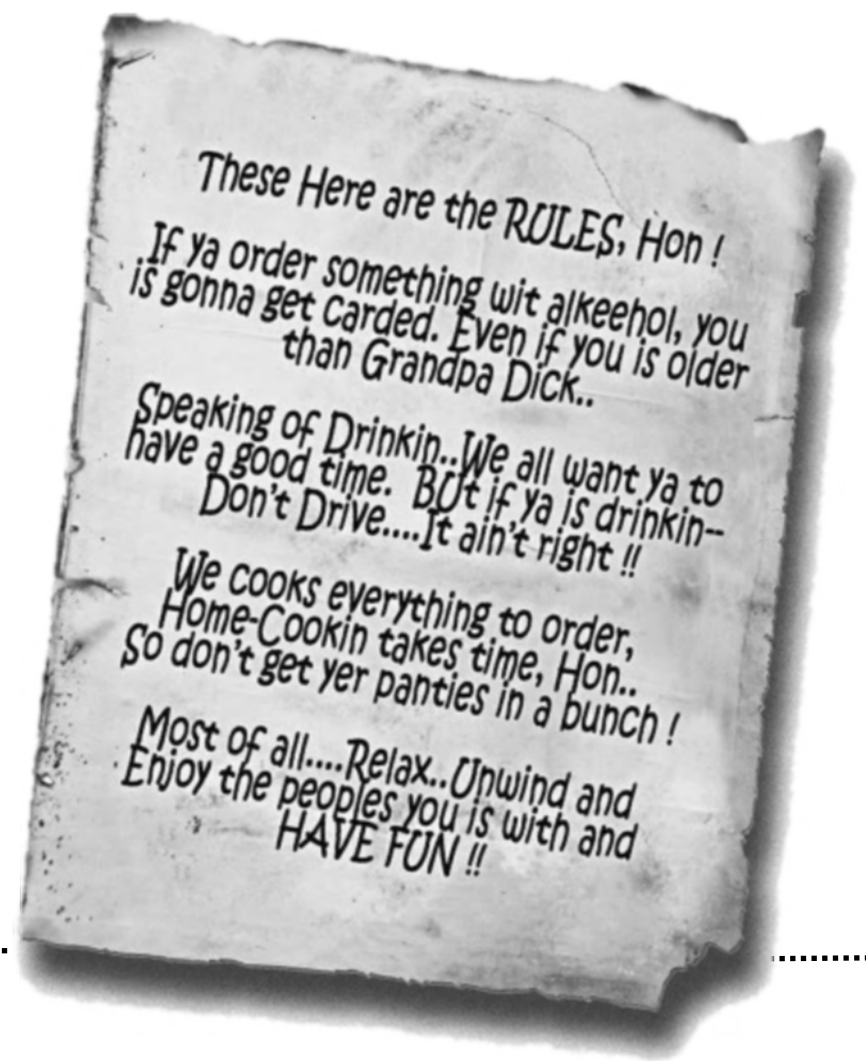 These Here are the RULES, Hon !
If ya order something wit alkeehol, you
is gonna get carded. Even if you is older
than Grandpa Dick..
Speaking of Drinkin..We all want ya to
have a good time. BUt if ya is drinkin--
Don't Drive....It ain't right !!
We cooks everything to order,
Home-Cookin takes time, Hon..
So don't get yer panties in a bunch !
Most of all....Relax..Unwind and
Enjoy the peoples you is with and
HAVE FUN !!